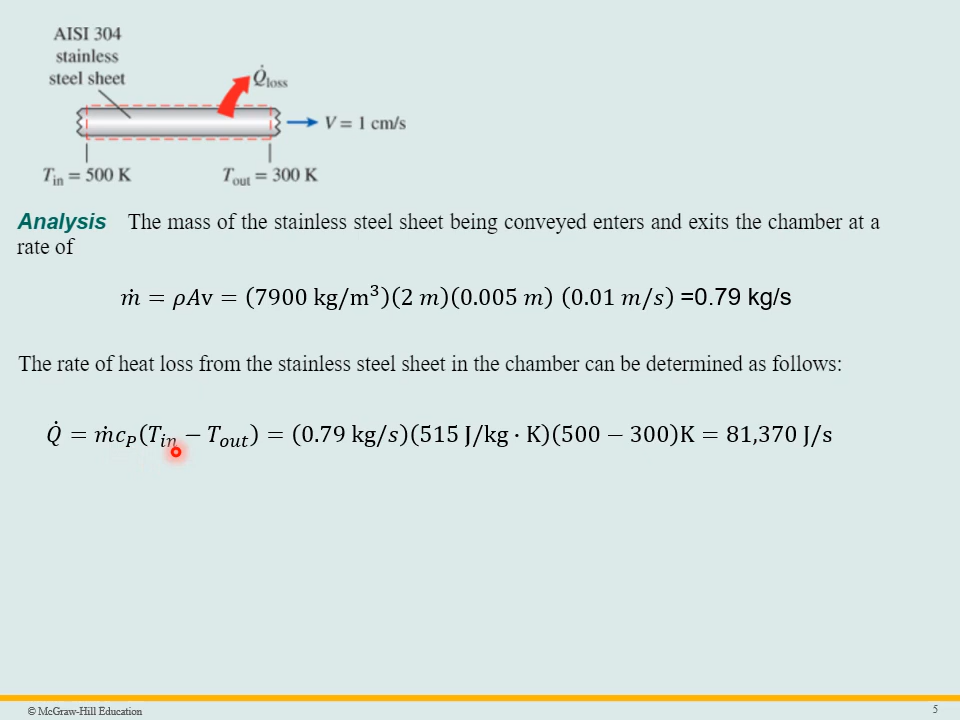 AISI 304
stainless
steel sheet
Q̇loss
V = 1 cm/s
Tin = 500 K
Tout = 300 K
Analysis The mass of the stainless steel sheet being conveyed enters and exits the chamber at a
rate of
ṁ = ρAv = (7900 kg/m³)(2 m)(0.005 m) (0.01 m/s) =0.79 kg/s
The rate of heat loss from the stainless steel sheet in the chamber can be determined as follows:
Q̇ = ṁcP(Tin − Tout) = (0.79 kg/s)(515 J/kg · K)(500 − 300)K = 81,370 J/s
© McGraw-Hill Education
5